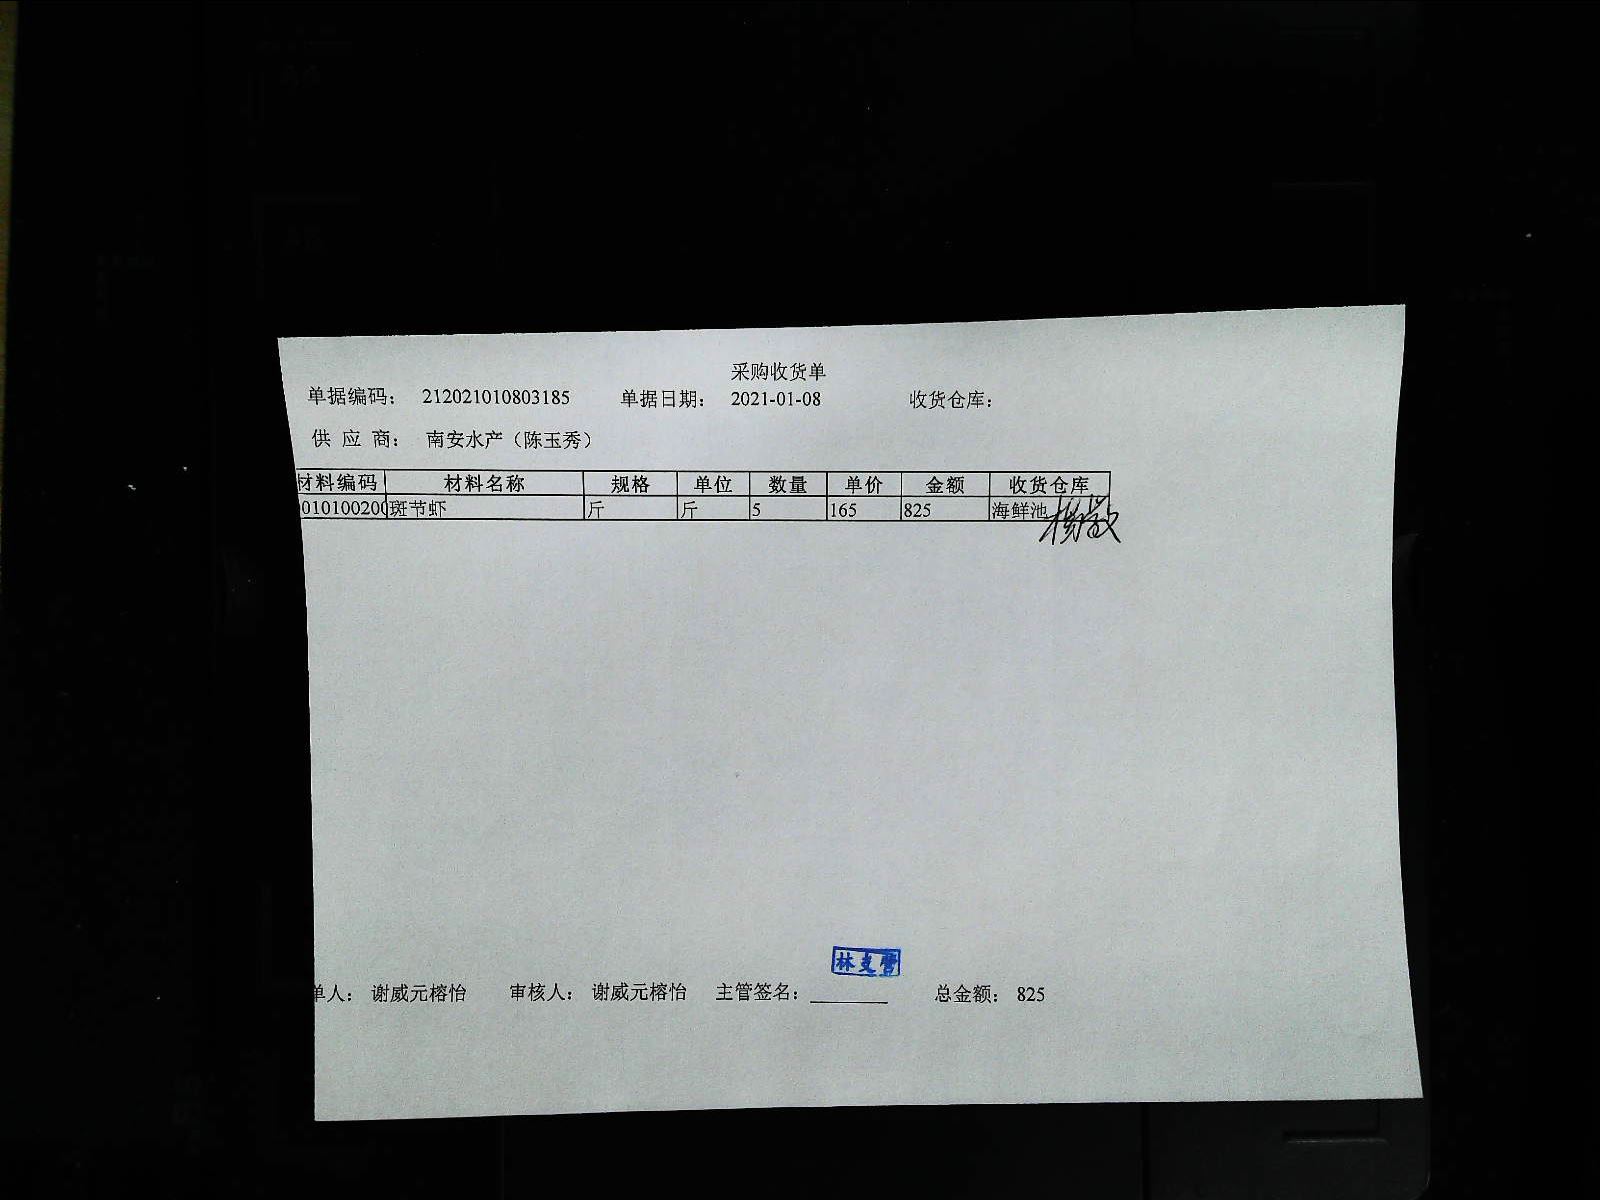 采购收货单
单据编码： 212021010803185 单据日期： 2021-01-08 收货仓库：
供 应 商： 南安水产（陈玉秀）
材料编码 材料名称 规格 单位 数量 单价 金额 收货仓库
010100200 斑节虾 斤 斤 5 165 825 海鲜池
单人： 谢威元榕怡 审核人： 谢威元榕怡 主管签名： 总金额： 825